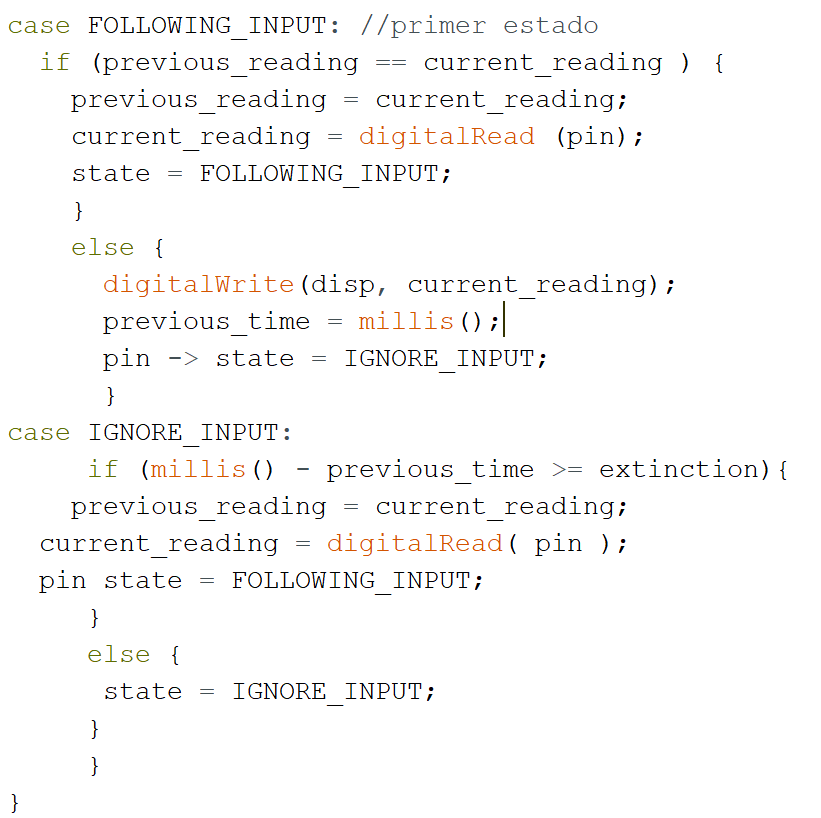 case FOLLOWING_INPUT: //primer estado
if (previous_reading == current_reading ) {
previous_reading = current_reading;
current_reading = digitalRead (pin);
state = FOLLOWING_INPUT;
}
else {
digitalWrite(disp, current_reading);
previous_time = millis();
pin -> state = IGNORE_INPUT;
}
case IGNORE_INPUT:
if (millis() - previous_time >= extinction){
previous_reading = current_reading;
current_reading = digitalRead( pin );
pin state = FOLLOWING_INPUT;
}
else {
state = IGNORE_INPUT;
}
}
}